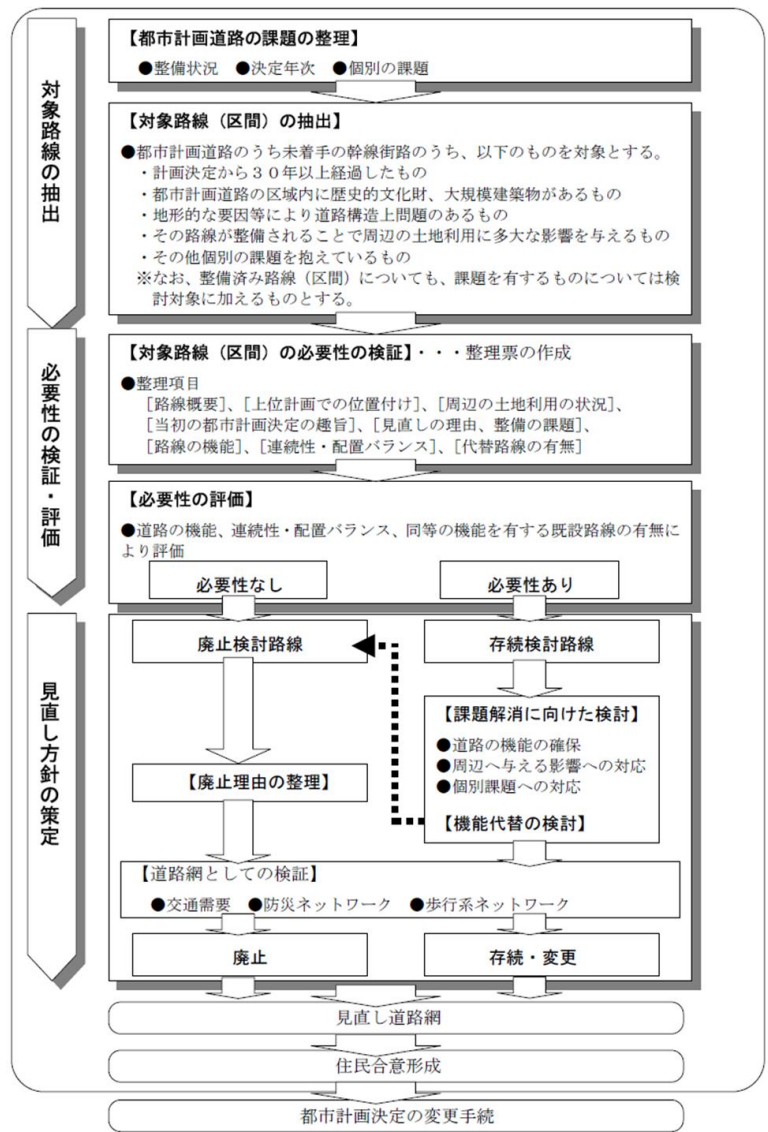 対象路線の抽出
【都市計画道路の課題の整理】
●整備状況 ●決定年次 ●個別の課題
【対象路線（区間）の抽出】
●都市計画道路のうち未着手の幹線街路のうち、以下のものを対象とする。
・計画決定から３０年以上経過したもの
・都市計画道路の区域内に歴史的文化財、大規模建築物があるもの
・地形的な要因等により道路構造上問題のあるもの
・その路線が整備されることで周辺の土地利用に多大な影響を与えるもの
・その他個別の課題を抱えているもの
※なお、整備済み路線（区間）についても、課題を有するものについては検
討対象に加えるものとする。
必要性の検証・評価
【対象路線（区間）の必要性の検証】・・・整理票の作成
●整理項目
［路線概要］、［上位計画での位置付け］、［周辺の土地利用の状況］、
［当初の都市計画決定の趣旨］、［見直しの理由、整備の課題］、
［路線の機能］、［連続性・配置バランス］、［代替路線の有無］
【必要性の評価】
●道路の機能、連続性・配置バランス、同等の機能を有する既設路線の有無に
より評価
必要性なし
必要性あり
見直し方針の策定
廃止検討路線
存続検討路線
【課題解消に向けた検討】
●道路の機能の確保
●周辺へ与える影響への対応
●個別課題への対応
【機能代替の検討】
【廃止理由の整理】
【道路網としての検証】
●交通需要 ●防災ネットワーク ●歩行系ネットワーク
廃止
存続・変更
見直し道路網
住民合意形成
都市計画決定の変更手続